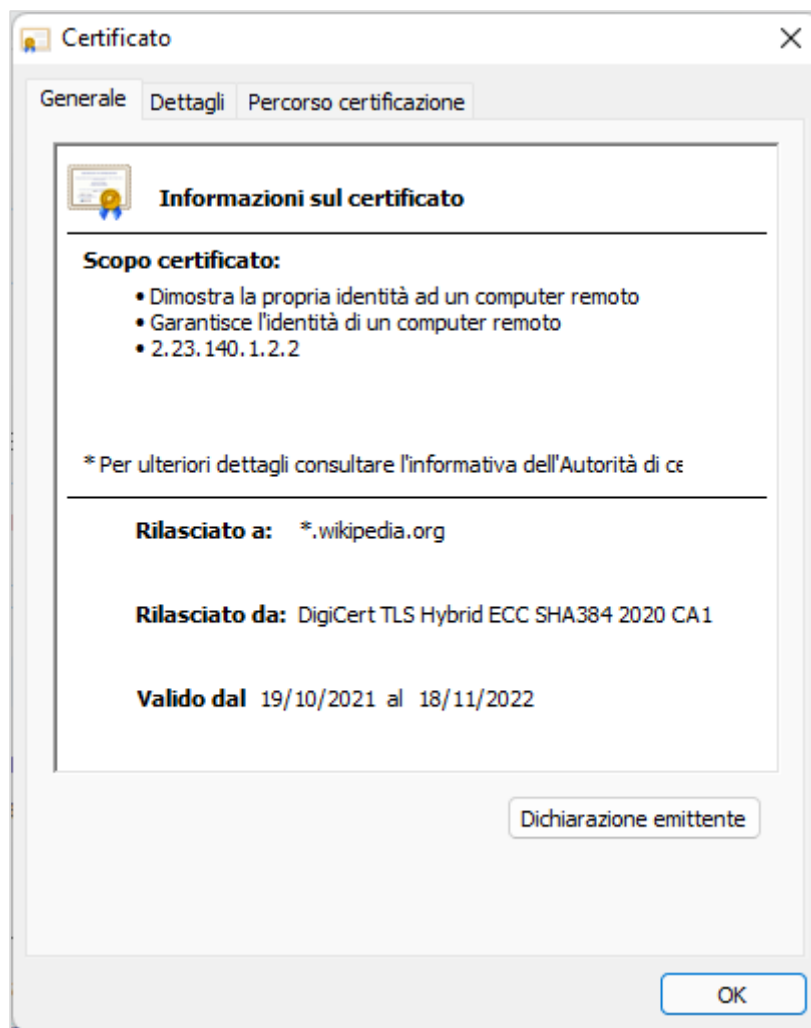 Certificato
Generale Dettagli Percorso certificazione
Informazioni sul certificato
Scopo certificato:
• Dimostra la propria identità ad un computer remoto
• Garantisce l'identità di un computer remoto
• 2.23.140.1.2.2
* Per ulteriori dettagli consultare l'informativa dell'Autorità di ce
Rilasciato a: *.wikipedia.org
Rilasciato da: DigiCert TLS Hybrid ECC SHA384 2020 CA1
Valido dal 19/10/2021 al 18/11/2022
Dichiarazione emittente
OK